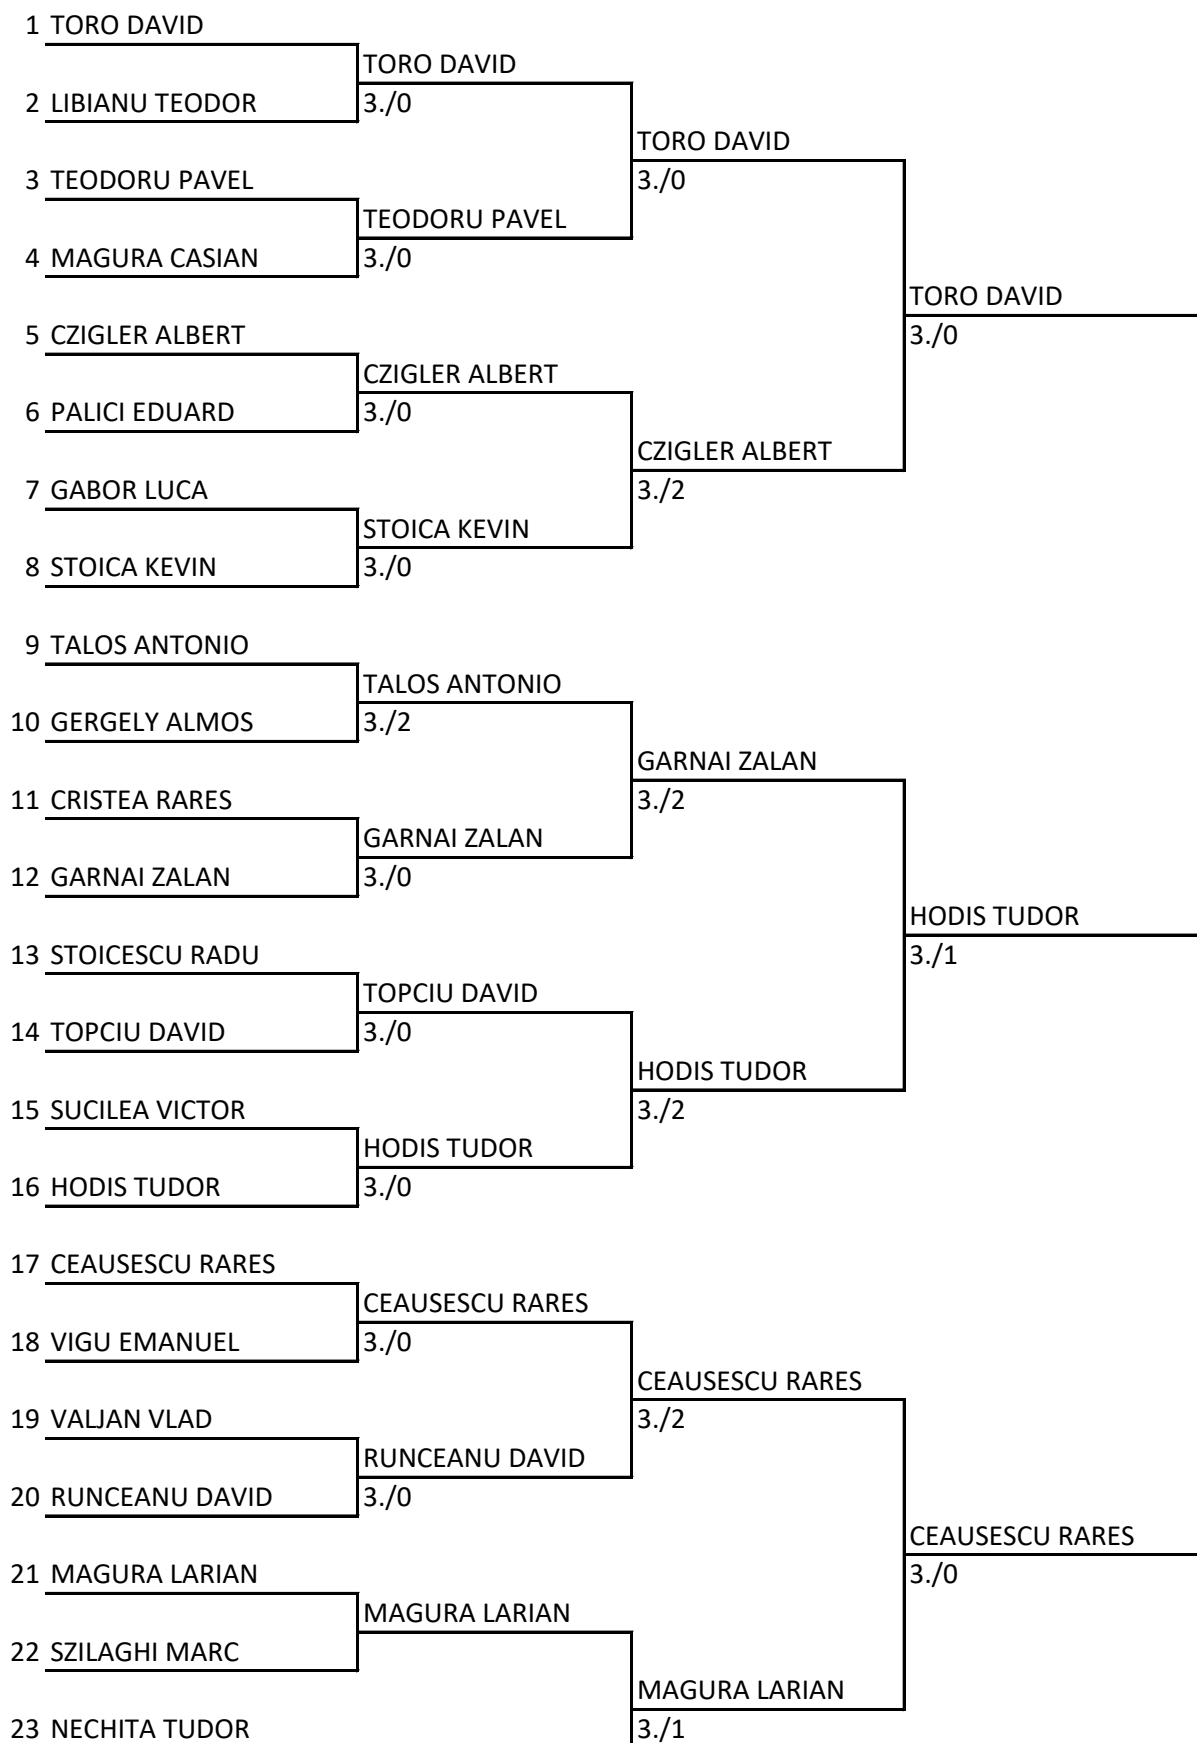 1 TORO DAVID
TORO DAVID
2 LIBIANU TEODOR
3./0
TORO DAVID
3 TEODORU PAVEL
3./0
TEODORU PAVEL
4 MAGURA CASIAN
3./0
TORO DAVID
5 CZIGLER ALBERT
3./0
CZIGLER ALBERT
6 PALICI EDUARD
3./0
CZIGLER ALBERT
7 GABOR LUCA
3./2
STOICA KEVIN
8 STOICA KEVIN
3./0
9 TALOS ANTONIO
TALOS ANTONIO
10 GERGELY ALMOS
3./2
GARNAI ZALAN
11 CRISTEA RARES
3./2
GARNAI ZALAN
12 GARNAI ZALAN
3./0
HODIS TUDOR
13 STOICESCU RADU
3./1
TOPCIU DAVID
14 TOPCIU DAVID
3./0
HODIS TUDOR
15 SUCILEA VICTOR
3./2
HODIS TUDOR
16 HODIS TUDOR
3./0
17 CEAUSESCU RARES
CEAUSESCU RARES
18 VIGU EMANUEL
3./0
CEAUSESCU RARES
19 VALJAN VLAD
3./2
RUNCEANU DAVID
20 RUNCEANU DAVID
3./0
CEAUSESCU RARES
21 MAGURA LARIAN
3./0
MAGURA LARIAN
22 SZILAGHI MARC
MAGURA LARIAN
23 NECHITA TUDOR
3./1